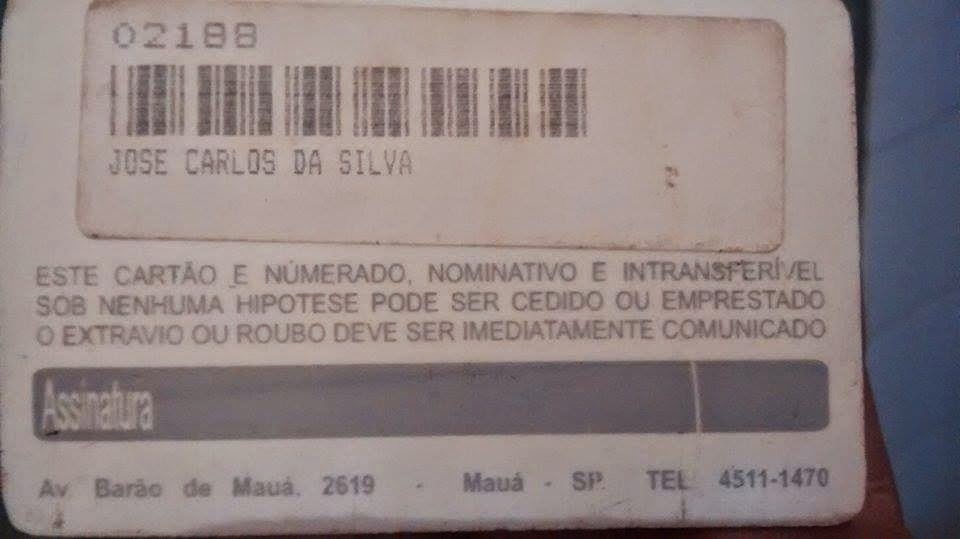 02188
JOSE CARLOS DA SILVA
ESTE CARTÃO E NÚMERADO, NOMINATIVO E INTRANSFERÍVEL
SOB NENHUMA HIPOTESE PODE SER CEDIDO OU EMPRESTADO
O EXTRAVIO OU ROUBO DEVE SER IMEDIATAMENTE COMUNICADO
Assinatura
Av. Barão de Mauá, 2619 - Mauá - SP. TEL 4511-1470